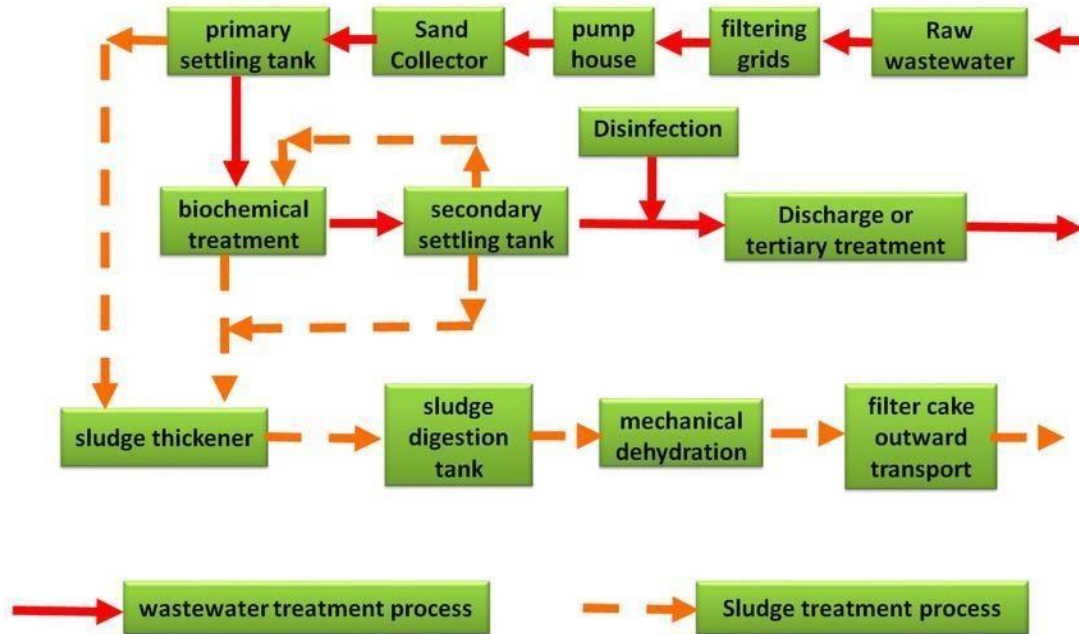 primary
settling tank
Sand
Collector
pump
house
filtering
grids
Raw
wastewater
Disinfection
biochemical
treatment
secondary
settling tank
Discharge or
tertiary treatment
sludge thickener
sludge
digestion
tank
mechanical
dehydration
filter cake
outward
transport
wastewater treatment process
Sludge treatment process